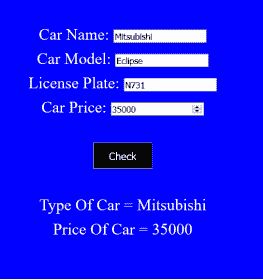 Car Name: Mitsubishi
Car Model: Eclipse
License Plate: N731
Car Price: 35000
Check
Type Of Car = Mitsubishi
Price Of Car = 35000